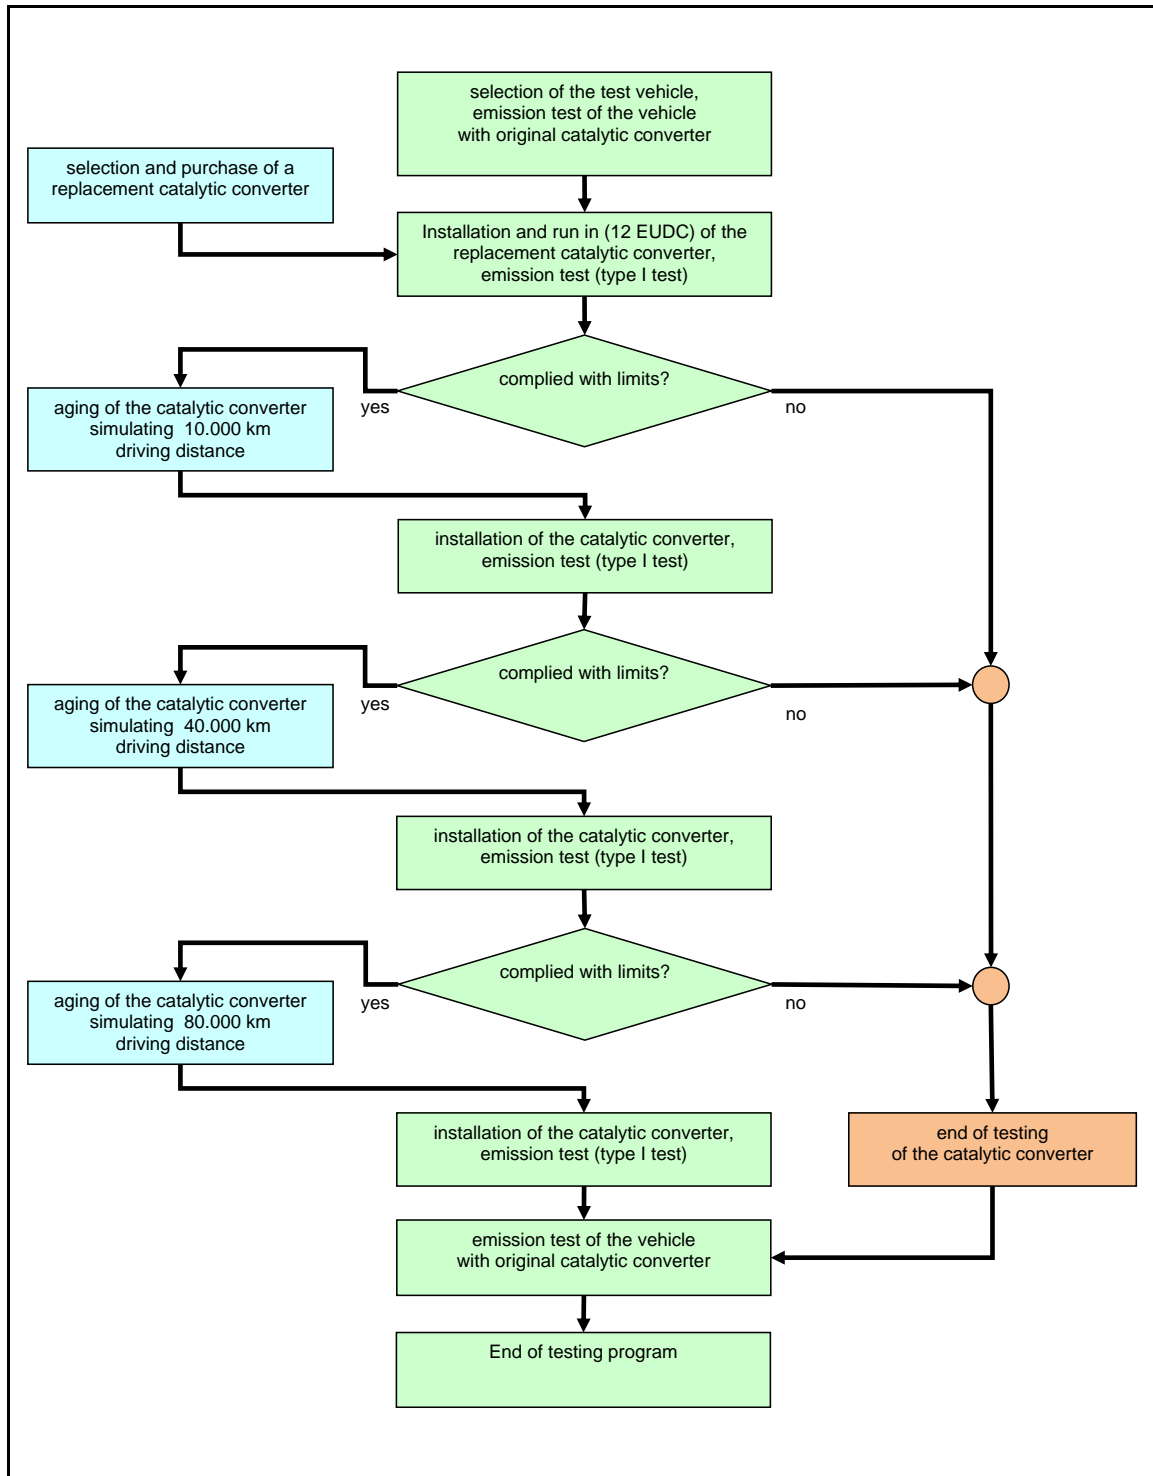 selection of the test vehicle,
emission test of the vehicle
with original catalytic converter
selection and purchase of a
replacement catalytic converter
Installation and run in (12 EUDC) of the
replacement catalytic converter,
emission test (type I test)
complied with limits?
yes
no
aging of the catalytic converter
simulating 10.000 km
driving distance
installation of the catalytic converter,
emission test (type I test)
complied with limits?
yes
no
aging of the catalytic converter
simulating 40.000 km
driving distance
installation of the catalytic converter,
emission test (type I test)
complied with limits?
yes
no
aging of the catalytic converter
simulating 80.000 km
driving distance
installation of the catalytic converter,
emission test (type I test)
end of testing
of the catalytic converter
emission test of the vehicle
with original catalytic converter
End of testing program